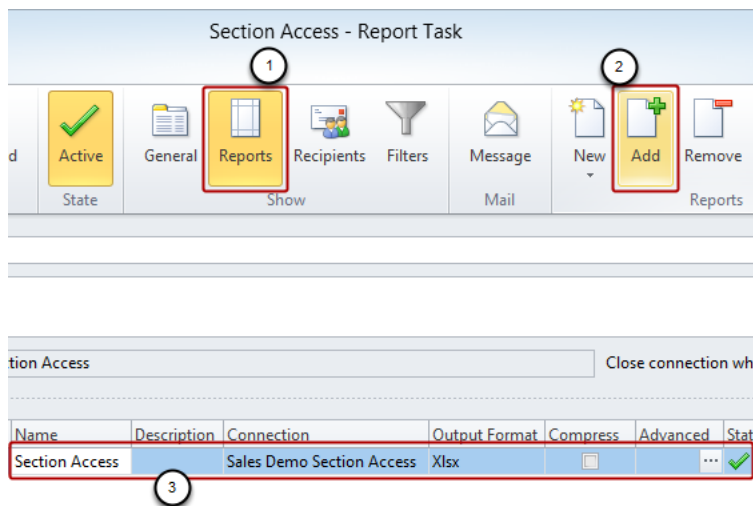 Section Access - Report Task
1
2
d Active General Reports Recipients Filters Message New Add Remove
State Show Mail Reports
tion Access Close connection wh
Name Description Connection Output Format Compress Advanced Stat
Section Access Sales Demo Section Access Xlsx ...
3